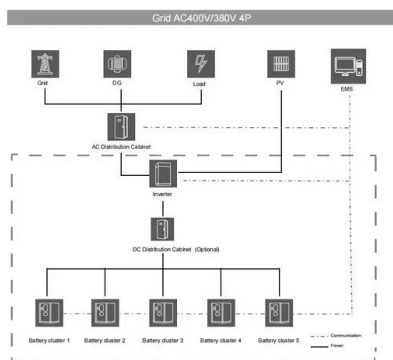 Grid AC400V/380V 4P
Grid
DG
Load
PV
EMS
AC Distribution Cabinet
Inverter
DC Distribution Cabinet (Optional)
Battery cluster 1
Battery cluster 2
Battery cluster 3
Battery cluster 4
Battery cluster 5
Communication
Power